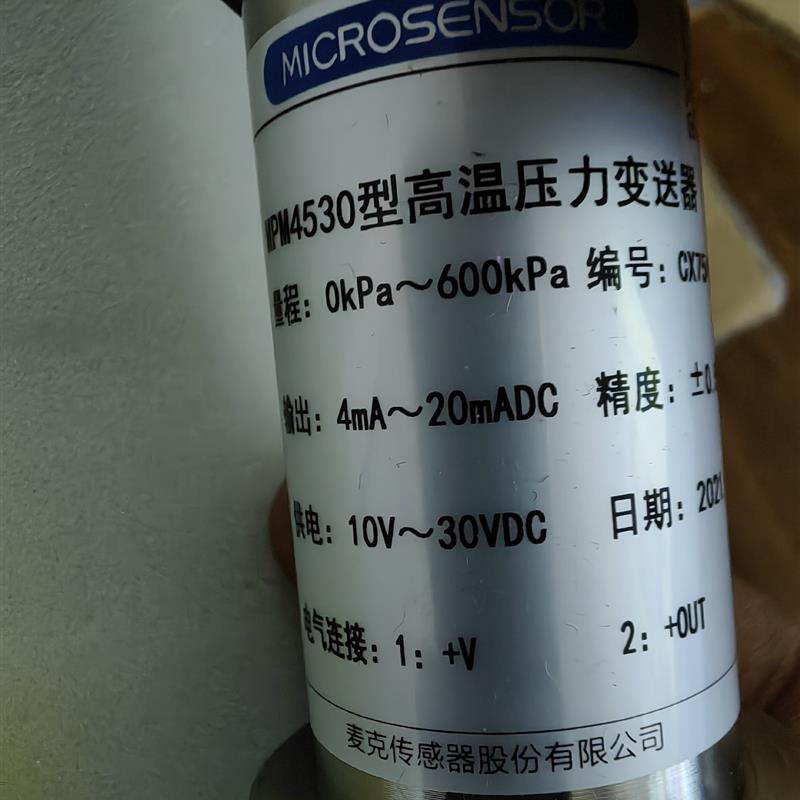 MICROSENSOR
MPM4530型高温压力变送器
量程：0kPa～600kPa 编号：CX75
输出：4mA～20mADC 精度：±0.
供电：10V～30VDC 日期：2021.
电气连接：1：+V 2：+OUT
麦克传感器股份有限公司